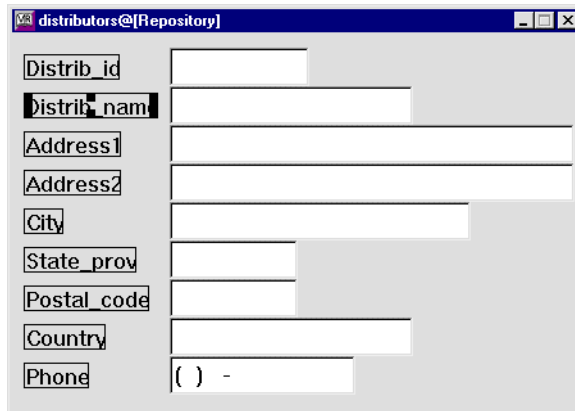 distributors@[Repository]
Distrib_id
Distrib_name
Address1
Address2
City
State_prov
Postal_code
Country
Phone ( ) -